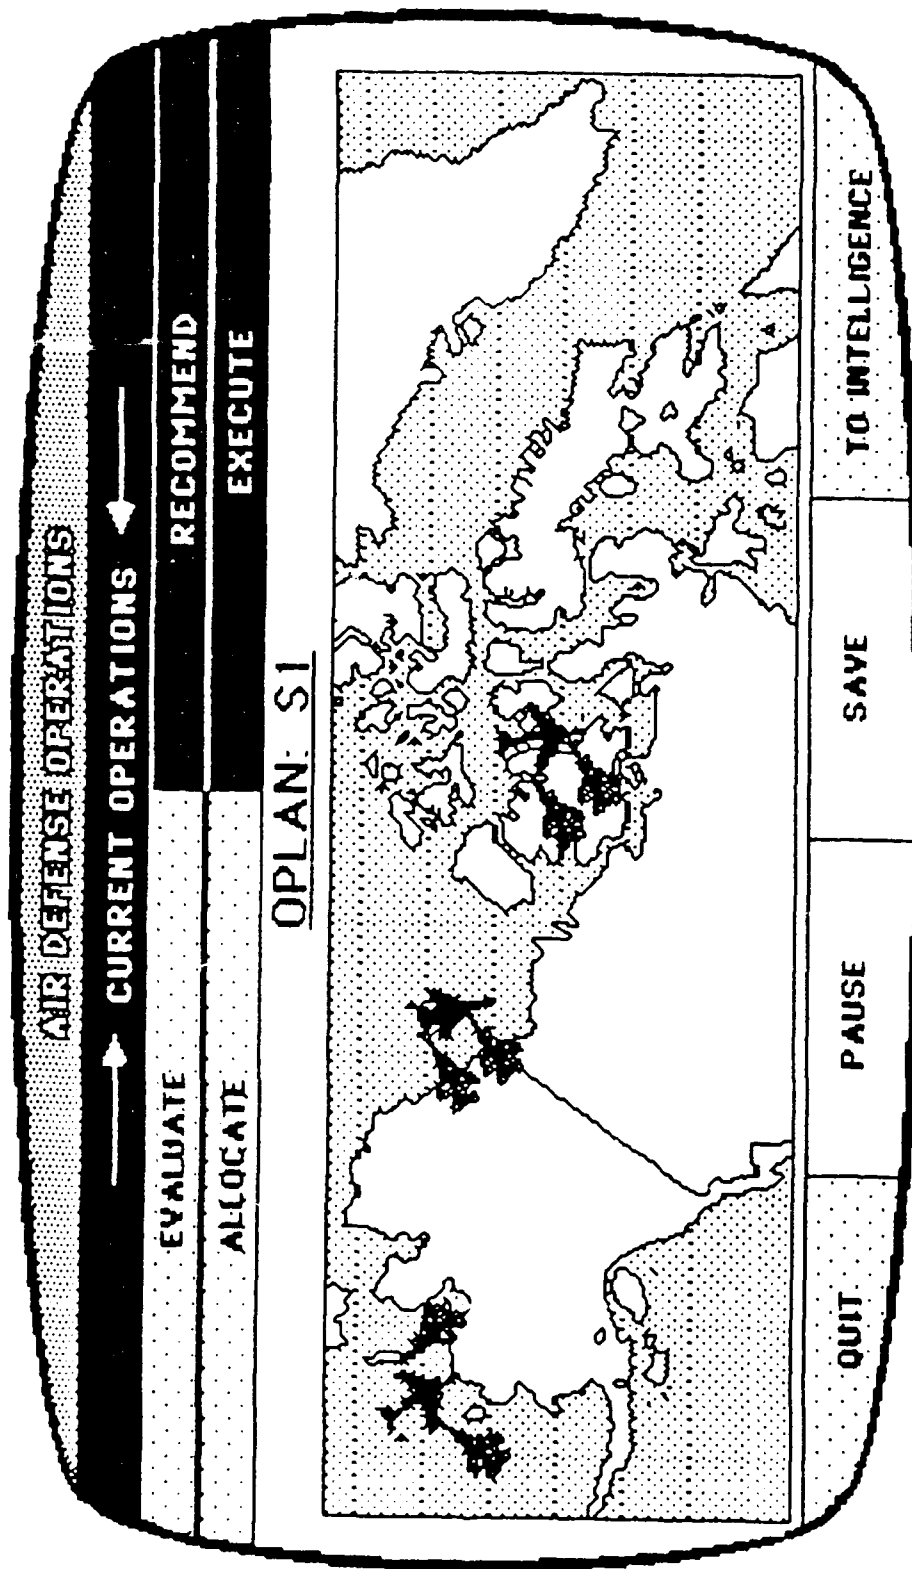 AIR DEFENSE OPERATIONS
CURRENT OPERATIONS
EVALUATE RECOMMEND
ALLOCATE EXECUTE
OPLAN: S1
QUIT PAUSE SAVE TO INTELLIGENCE